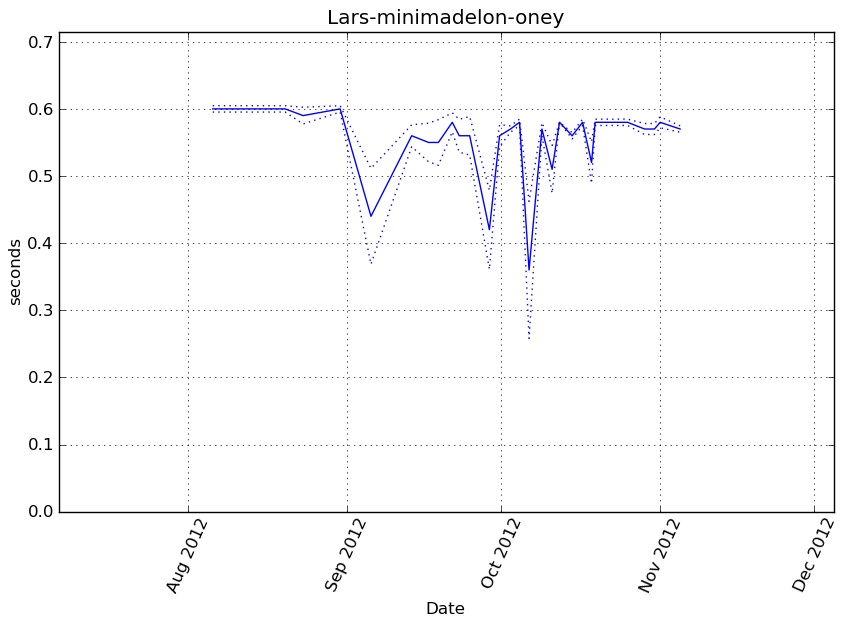 Lars-minimadelon-oney
0.7
0.6
0.5
0.4
0.3
0.2
0.1
0.0
seconds
Aug 2012
Sep 2012
Oct 2012
Nov 2012
Dec 2012
Date